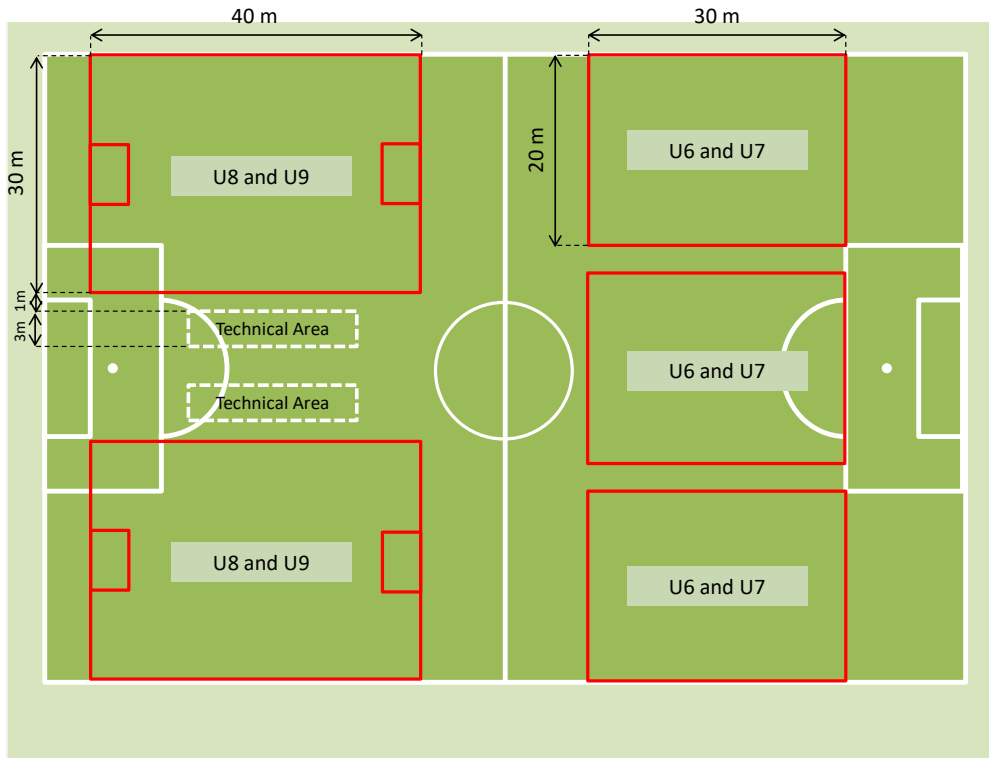 40 m
30 m
30 m
20 m
U8 and U9
U6 and U7
1m
3m
Technical Area
Technical Area
U6 and U7
U8 and U9
U6 and U7